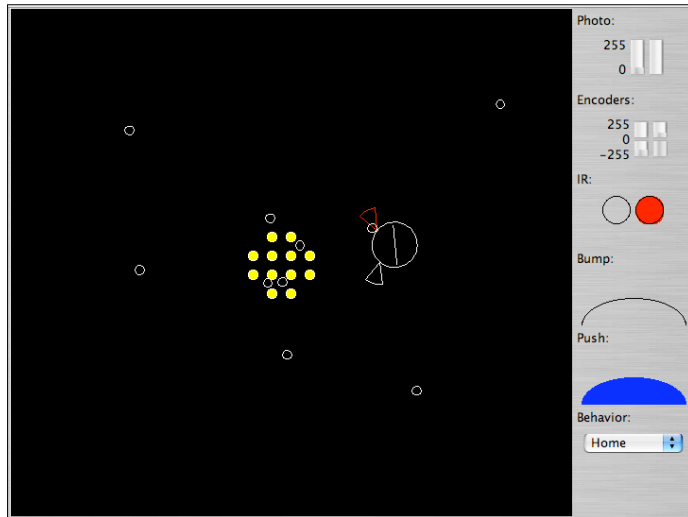 Photo:
255
0
Encoders:
255
0
-255
IR:
Bump:
Push:
Behavior:
Home